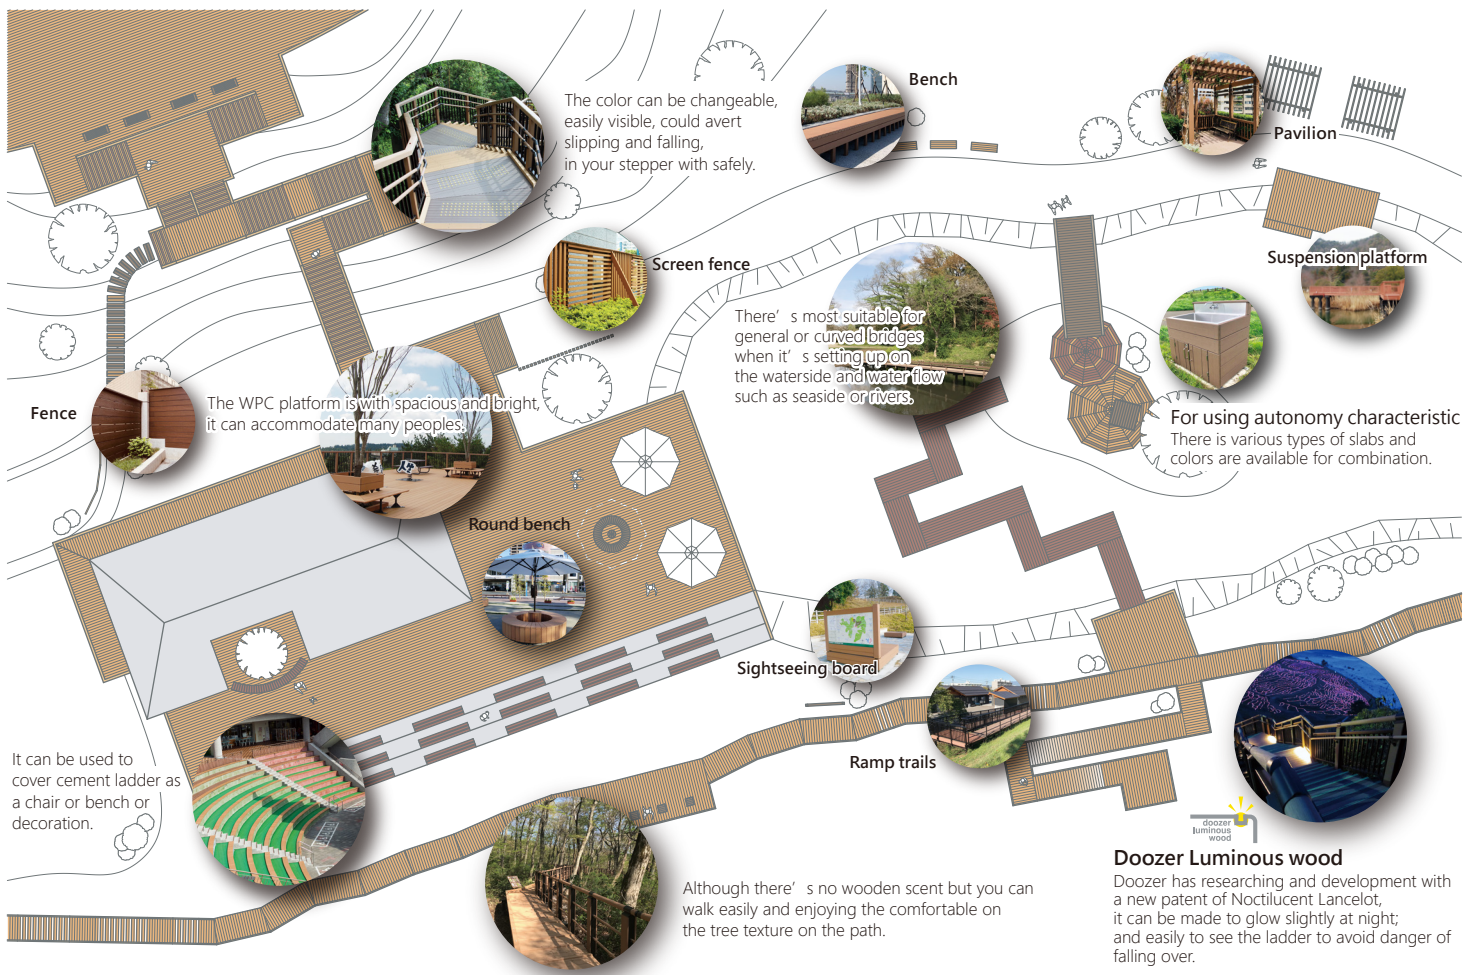 The color can be changeable,
easily visible, could avert
slipping and falling,
in your stepper with safely.
Bench
Pavilion
Screen fence
Suspension platform
There's most suitable for
general or curved bridges
when it's setting up on
the waterside and water flow
such as seaside or rivers.
Fence
The WPC platform is with spacious and bright,
it can accommodate many peoples.
For using autonomy characteristic
There is various types of slabs and
colors are available for combination.
Round bench
Sightseeing board
Ramp trails
It can be used to
cover cement ladder as
a chair or bench or
decoration.
doozer
luminous
wood
Doozer Luminous wood
Doozer has researching and development with
a new patent of Noctilucent Lancelot,
it can be made to glow slightly at night;
and easily to see the ladder to avoid danger of
falling over.
Although there's no wooden scent but you can
walk easily and enjoying the comfortable on
the tree texture on the path.